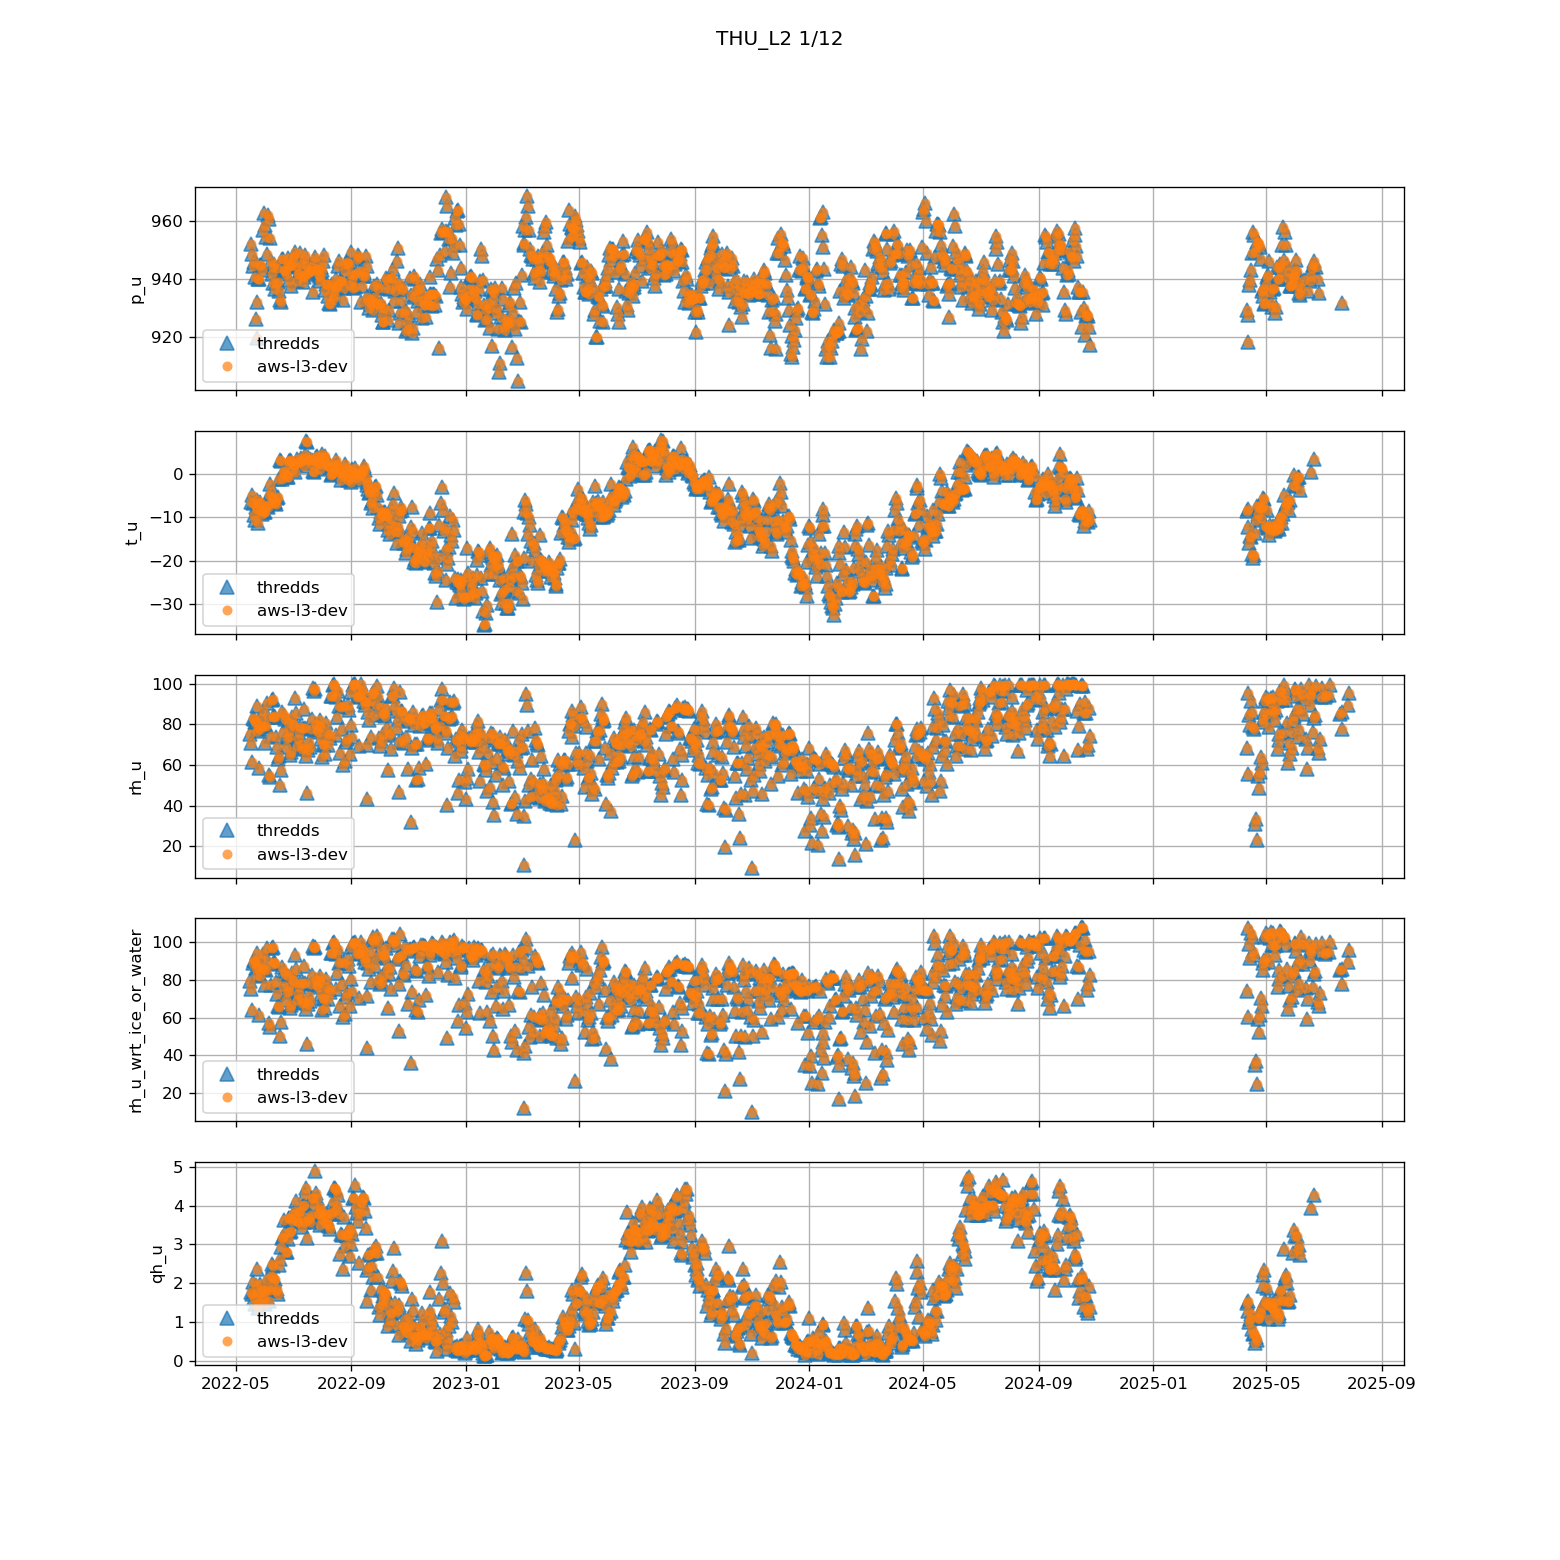 THU_L2 1/12
960
940
920
p_u
thredds
aws-l3-dev
0
−10
−20
−30
t_u
thredds
aws-l3-dev
100
80
60
40
20
rh_u
thredds
aws-l3-dev
100
80
60
40
20
rh_u_wrt_ice_or_water
thredds
aws-l3-dev
5
4
3
2
1
0
qh_u
thredds
aws-l3-dev
2022-05 2022-09 2023-01 2023-05 2023-09 2024-01 2024-05 2024-09 2025-01 2025-05 2025-09